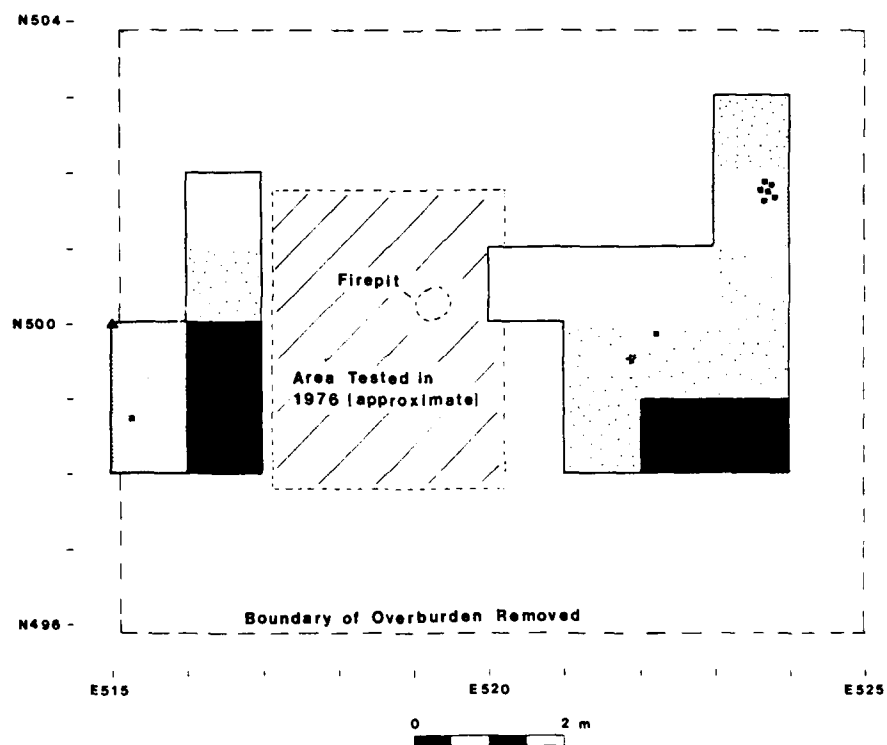 N504
Firepit
N500
Area Tested in
1976 (approximate)
Boundary of Overburden Removed
N496
E515
E520
E525
0
2 m